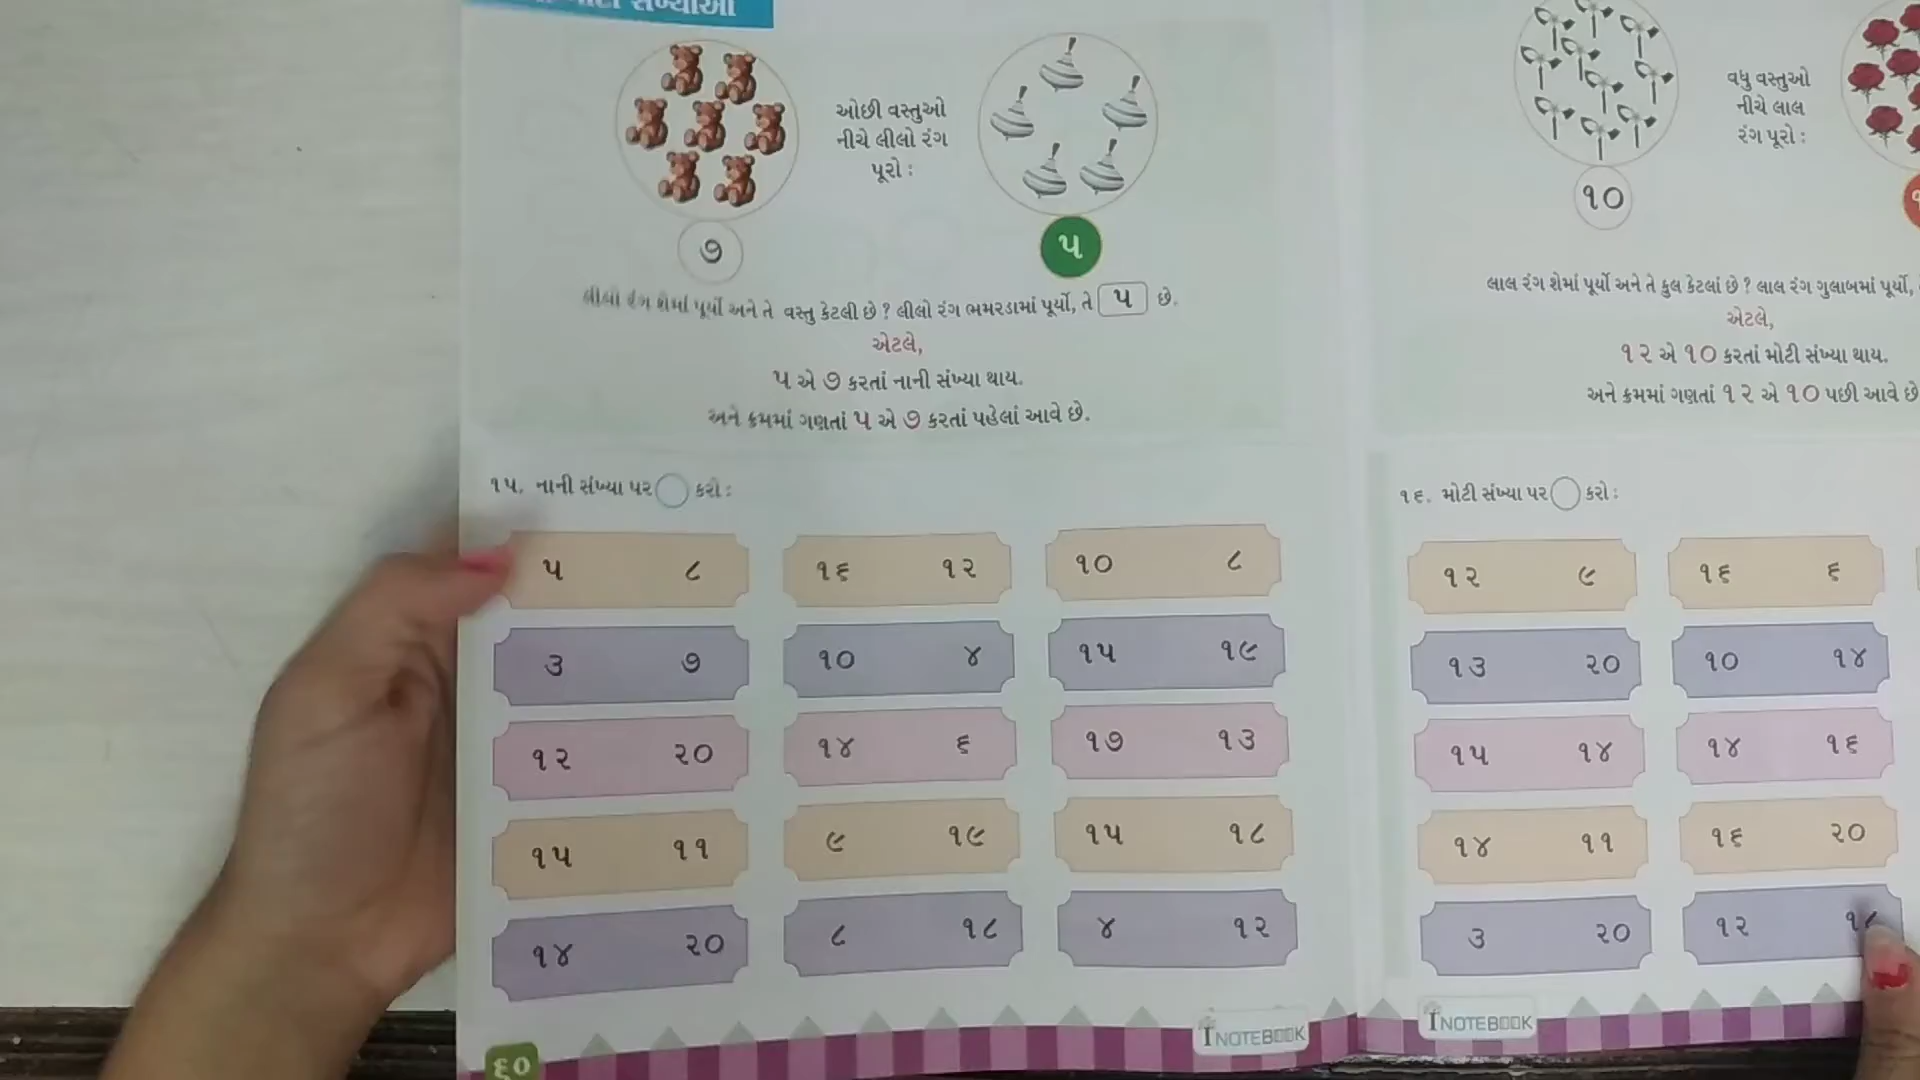 સંખ્યાઓ
ઓછી વસ્તુઓ
નીચે લીલો રંગ
પૂરો :
૭
૫
લીલો રંગ શેમાં પૂર્યો અને તે વસ્તુ કેટલી છે ? લીલો રંગ ભમરડામાં પૂર્યો, તે ૫ છે.
એટલે,
૫ એ ૭ કરતાં નાની સંખ્યા થાય.
અને ક્રમમાં ગણતાં ૫ એ ૭ કરતાં પહેલાં આવે છે.
૧૫. નાની સંખ્યા પર કરો :
૫ ૮ ૧૬ ૧૨ ૧૦ ૮
૩ ૭ ૧૦ ૪ ૧૫ ૧૯
૧૨ ૨૦ ૧૪ ૬ ૧૭ ૧૩
૧૫ ૧૧ ૯ ૧૯ ૧૫ ૧૮
૧૪ ૨૦ ૮ ૧૮ ૪ ૧૨
INOTEBOOK
૬૦
વધુ વસ્તુઓ
નીચે લાલ
રંગ પૂરો :
૧૦
લાલ રંગ શેમાં પૂર્યો અને તે કુલ કેટલાં છે ? લાલ રંગ ગુલાબમાં પૂર્યો,
એટલે,
૧૨ એ ૧૦ કરતાં મોટી સંખ્યા થાય.
અને ક્રમમાં ગણતાં ૧૨ એ ૧૦ પછી આવે છે
૧૬. મોટી સંખ્યા પર કરો :
૧૨ ૯ ૧૬ ૬
૧૩ ૨૦ ૧૦ ૧૪
૧૫ ૧૪ ૧૪ ૧૬
૧૪ ૧૧ ૧૬ ૨૦
૩ ૨૦ ૧૨
INOTEBOOK